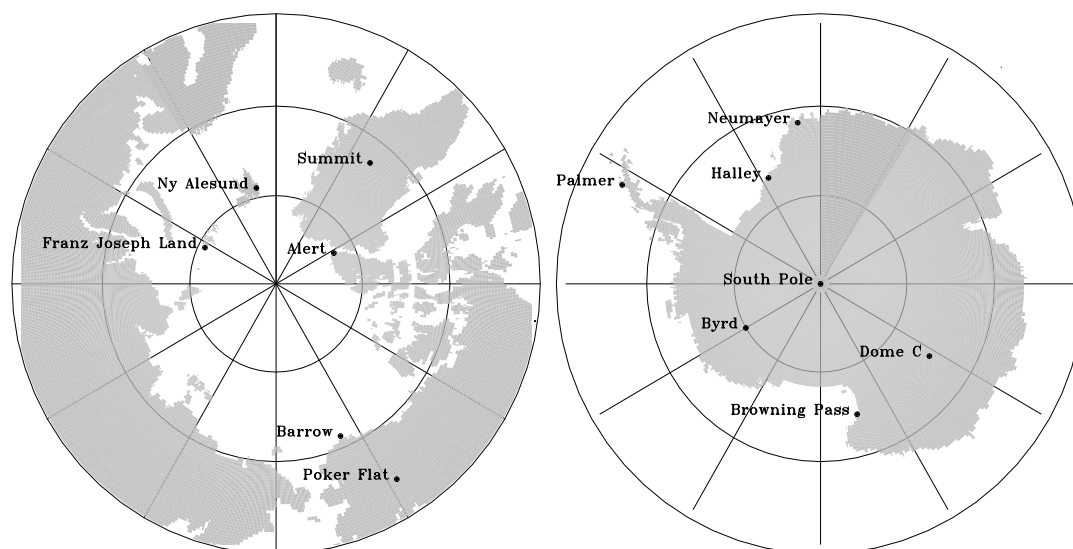 Summit
Ny Alesund
Franz Joseph Land
Alert
Barrow
Poker Flat
Neumayer
Halley
Palmer
South Pole
Byrd
Dome C
Browning Pass